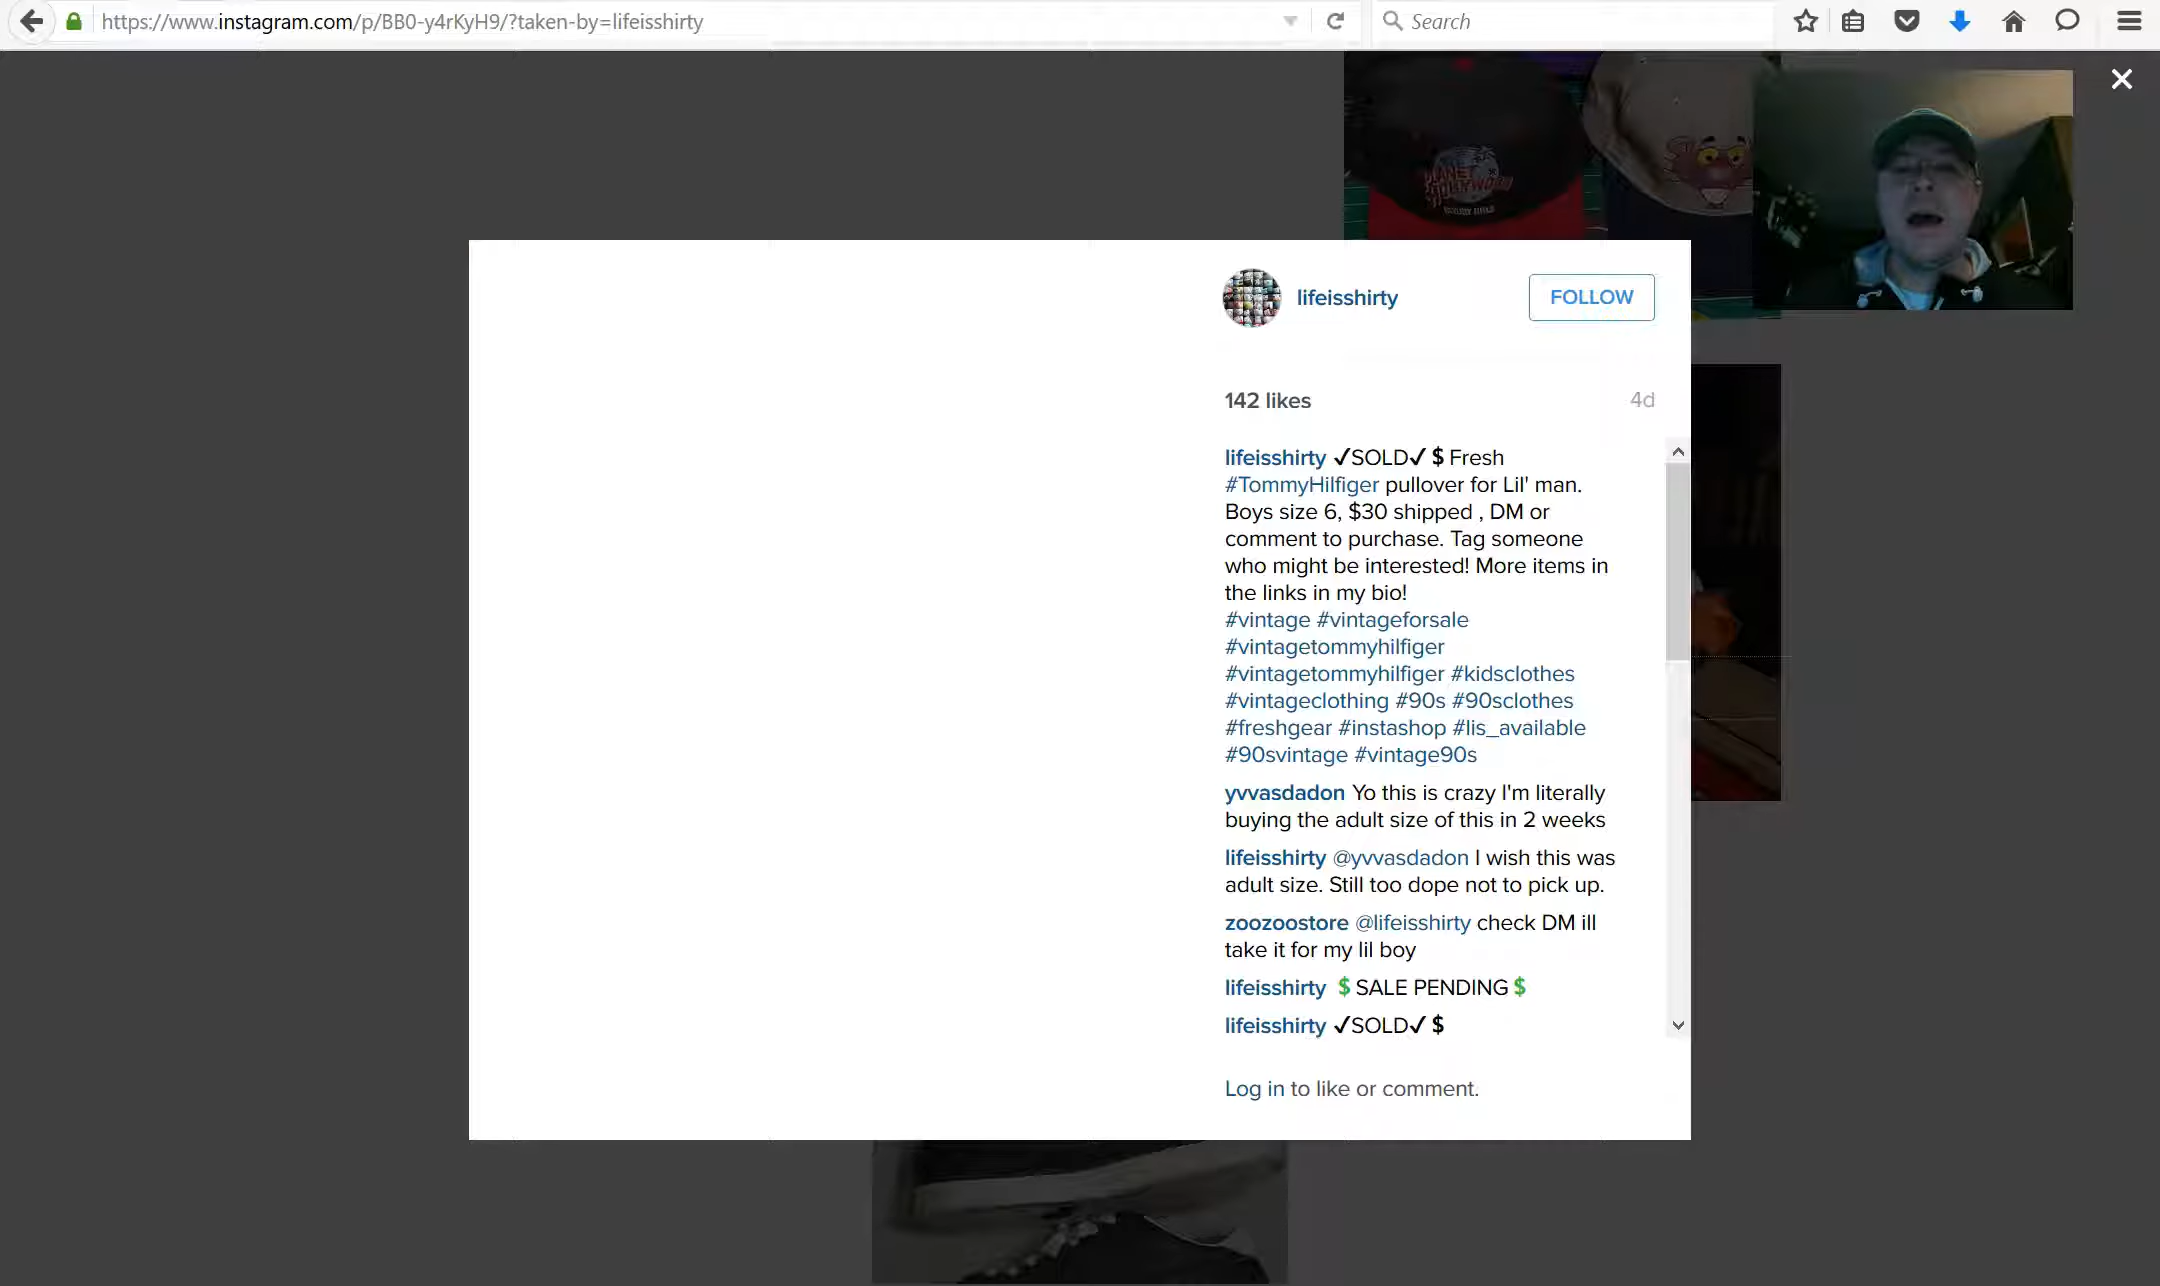 https://www.instagram.com/p/BB0-y4rKyH9/?taken-by=lifeisshirty
Search
PLANET
HOLLYWOOD
lifeisshirty
FOLLOW
142 likes
4d
lifeisshirty ✓SOLD✓ $ Fresh
#TommyHilfiger pullover for Lil' man.
Boys size 6, $30 shipped , DM or
comment to purchase. Tag someone
who might be interested! More items in
the links in my bio!
#vintage #vintageforsale
#vintagetommyhilfiger
#vintagetommyhilfiger #kidsclothes
#vintageclothing #90s #90sclothes
#freshgear #instashop #lis_available
#90svintage #vintage90s
yvvasdadon Yo this is crazy I'm literally
buying the adult size of this in 2 weeks
lifeisshirty @yvvasdadon I wish this was
adult size. Still too dope not to pick up.
zoozoostore @lifeisshirty check DM ill
take it for my lil boy
lifeisshirty $ SALE PENDING $
lifeisshirty ✓SOLD✓ $
Log in to like or comment.